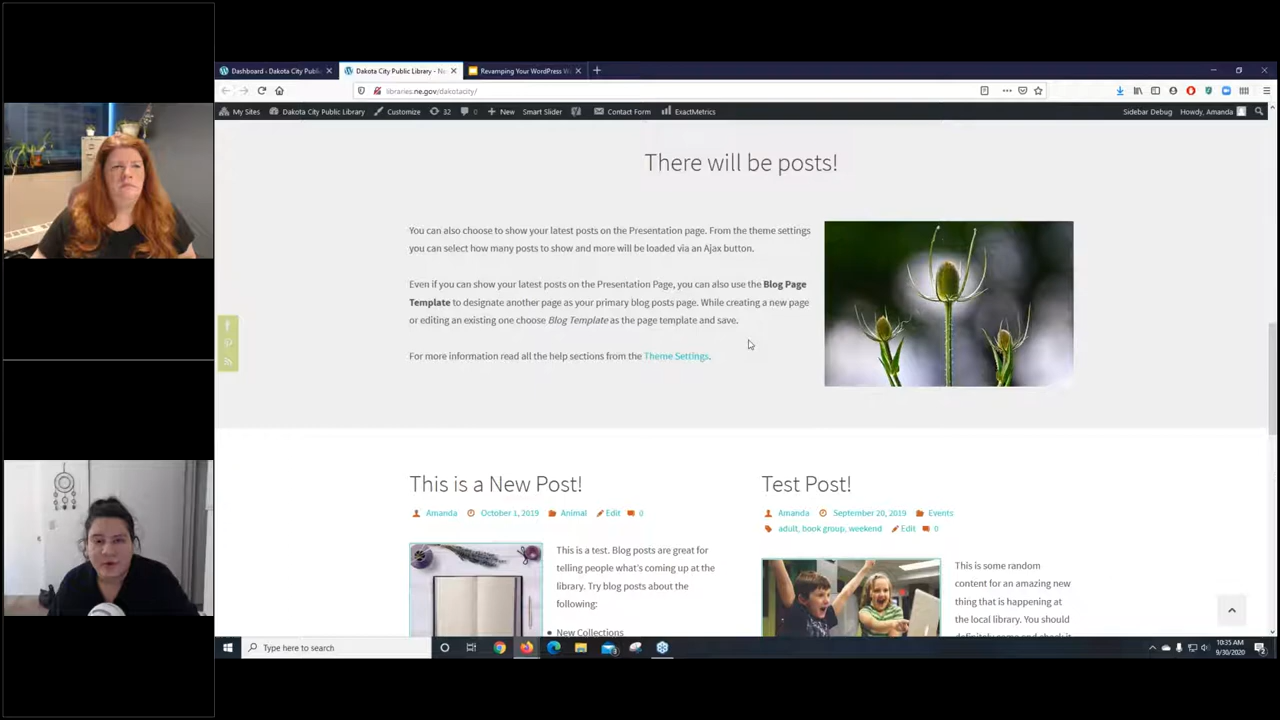 Dashboard ‹ Dakota City Publi
Dakota City Public Library – Ne
Revamping Your WordPress W
libraries.ne.gov/dakotacity/
My Sites
Dakota City Public Library
Customize
32
0
New
Smart Slider
Contact Form
ExactMetrics
Sidebar Debug
Howdy, Amanda
There will be posts!
You can also choose to show your latest posts on the Presentation page. From the theme settings
you can select how many posts to show and more will be loaded via an Ajax button.
Even if you can show your latest posts on the Presentation Page, you can also use the Blog Page
Template to designate another page as your primary blog posts page. While creating a new page
or editing an existing one choose Blog Template as the page template and save.
For more information read all the help sections from the Theme Settings.
This is a New Post!
Amanda October 1, 2019 Animal Edit 0
This is a test. Blog posts are great for
telling people what's coming up at the
library. Try blog posts about the
following:
New Collections
Test Post!
Amanda September 20, 2019 Events
adult, book group, weekend Edit 0
This is some random
content for an amazing new
thing that is happening at
the local library. You should
Type here to search
10:35 AM
9/30/2020